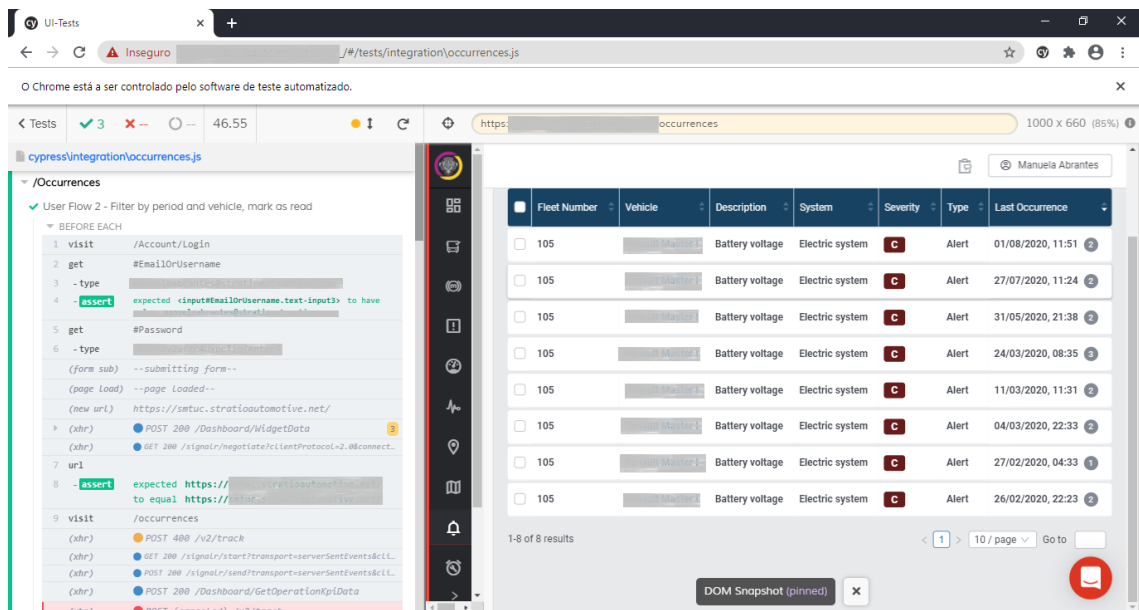 UI-Tests
Inseguro
/#/tests/integration\occurrences.js
O Chrome está a ser controlado pelo software de teste automatizado.
< Tests 3 -- -- 46.55
https: occurrences
1000 x 660 (85%)
cypress\integration\occurrences.js
/Occurrences
User Flow 2 - Filter by period and vehicle, mark as read
BEFORE EACH
1 visit /Account/Login
2 get #EmailOrUsername
3 -type
4 -assert expected <input#EmailOrUsername.text-input3> to have
5 get #Password
6 -type
(form sub) --submitting form--
(page load) --page loaded--
(new url) https://smtuc.stratioautomotive.net/
(xhr) POST 200 /Dashboard/WidgetData 3
(xhr) GET 200 /signalr/negotiate?clientProtocol=2.0&connect…
7 url
8 -assert expected https://
to equal https://
9 visit /occurrences
(xhr) POST 400 /v2/track
(xhr) GET 200 /signalr/start?transport=serverSentEvents&cli…
(xhr) POST 200 /signalr/send?transport=serverSentEvents&cli…
(xhr) POST 200 /Dashboard/GetOperationKpiData
Manuela Abrantes
Fleet Number Vehicle Description System Severity Type Last Occurrence
105 Battery voltage Electric system C Alert 01/08/2020, 11:51 2
105 Battery voltage Electric system C Alert 27/07/2020, 11:24 2
105 Battery voltage Electric system C Alert 31/05/2020, 21:38 2
105 Battery voltage Electric system C Alert 24/03/2020, 08:35 3
105 Battery voltage Electric system C Alert 11/03/2020, 11:31 2
105 Battery voltage Electric system C Alert 04/03/2020, 22:33 2
105 Battery voltage Electric system C Alert 27/02/2020, 04:33 1
105 Battery voltage Electric system C Alert 26/02/2020, 22:23 2
1-8 of 8 results
< 1 > 10 / page Go to
DOM Snapshot (pinned)